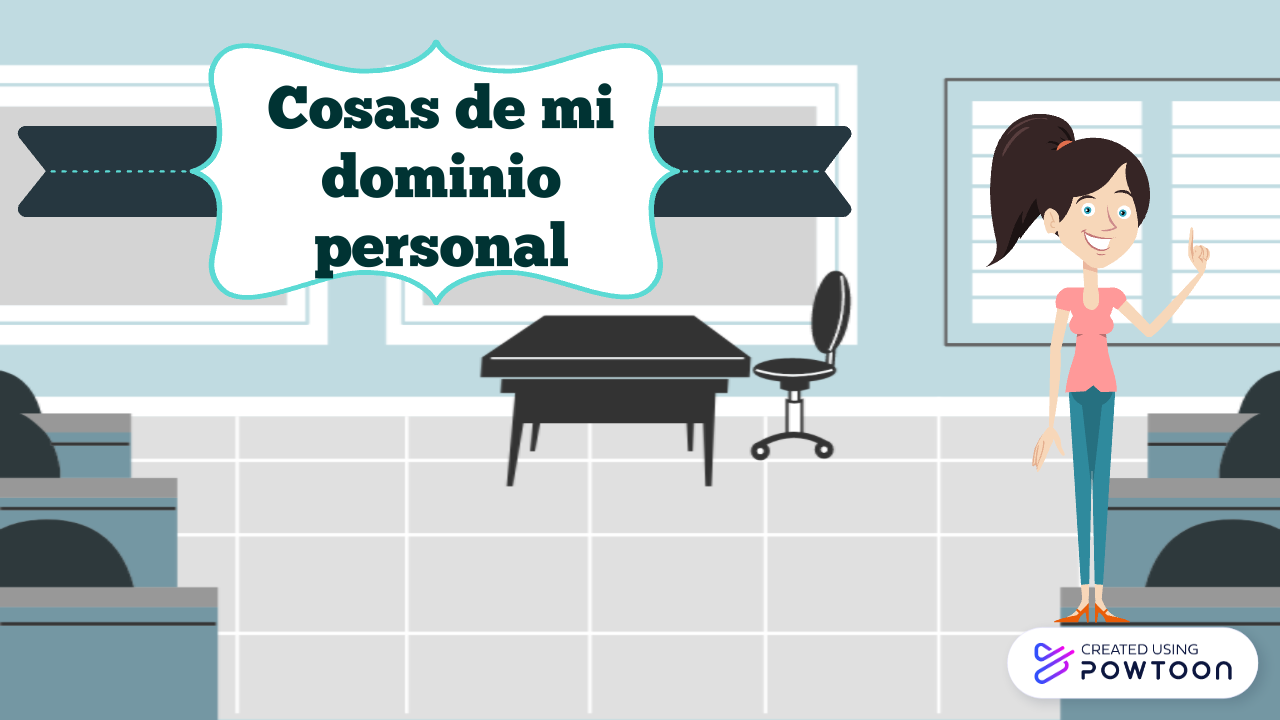 Cosas de mi
dominio
personal
CREATED USING
POWTOON